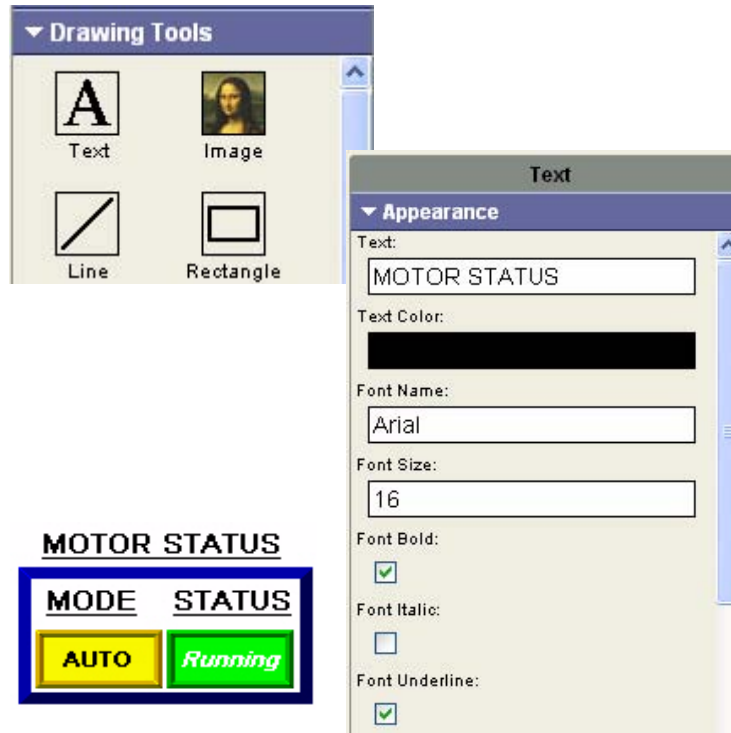 Drawing Tools
A
Text Image
Line Rectangle
Text
Appearance
Text:
MOTOR STATUS
Text Color:
Font Name:
Arial
Font Size:
16
Font Bold:
Font Italic:
Font Underline:
MOTOR STATUS
MODE STATUS
AUTO Running